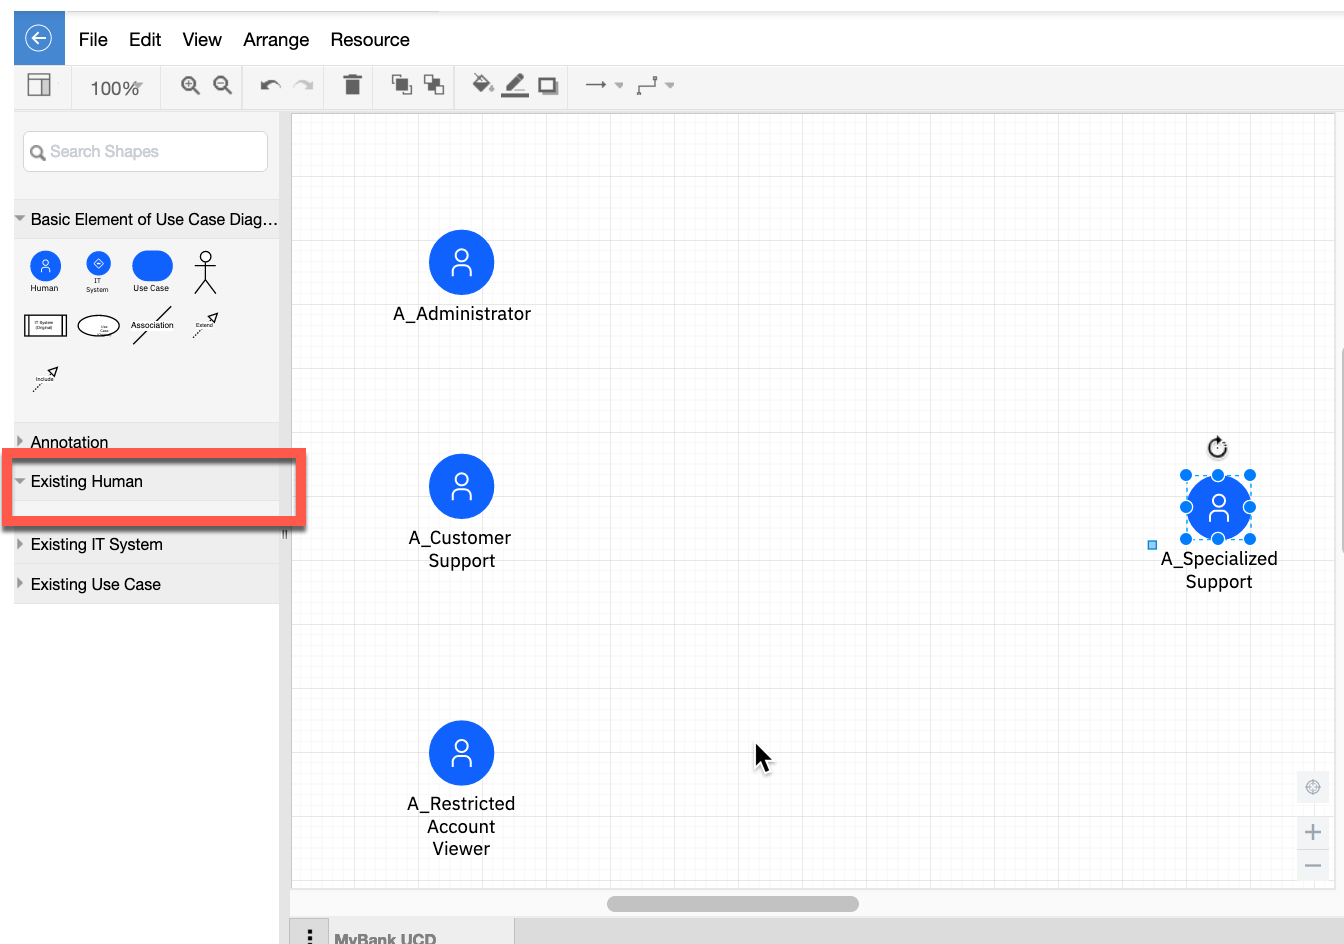 File Edit View Arrange Resource
100%
Search Shapes
Basic Element of Use Case Diag...
Human
IT
System
Use Case
IT System
(Original)
Use
Case
Association
Extend
Include
Annotation
Existing Human
Existing IT System
Existing Use Case
A_Administrator
A_Customer
Support
A_Specialized
Support
A_Restricted
Account
Viewer
MyBank UCD